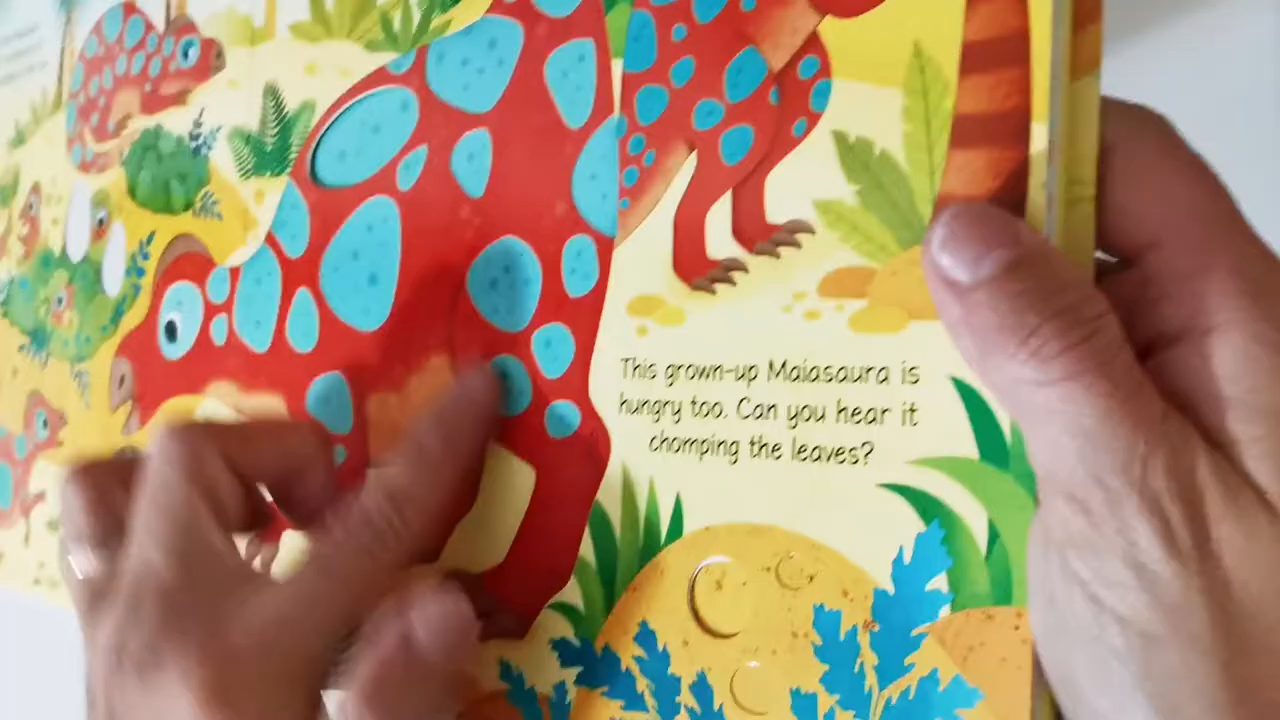 This grown-up Maiasaura is
hungry too. Can you hear it
chomping the leaves?